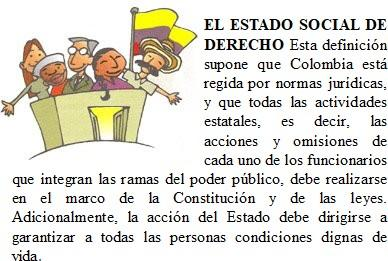 EL ESTADO SOCIAL DE
DERECHO Esta definición
supone que Colombia está
regida por normas juridicas,
y que todas las actividades
estatales, es decir, las
acciones y omisiones de
cada uno de los funcionarios
que integran las ramas del poder público, debe realizarse
en el marco de la Constitución y de las leyes.
Adicionalmente, la acción del Estado debe dirigirse a
garantizar a todas las personas condiciones dignas de
vida.